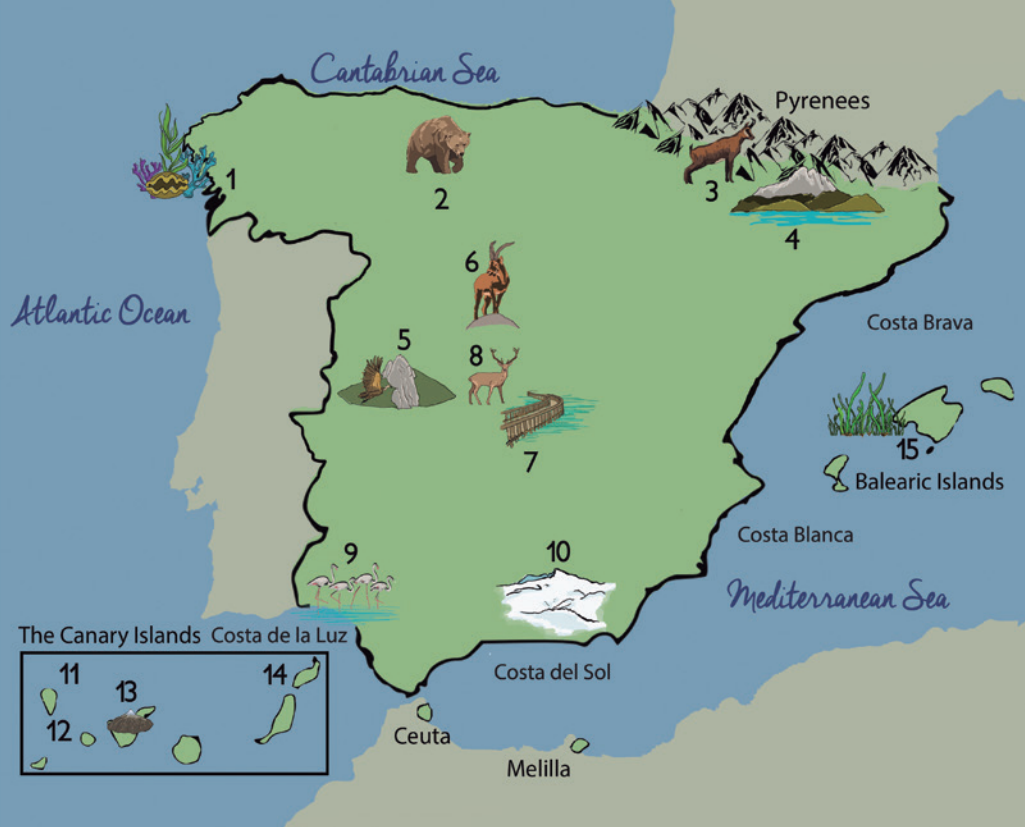 Cantabrian Sea
Pyrenees
1
2
3
4
6
Atlantic Ocean
Costa Brava
5
8
7
15
Balearic Islands
Costa Blanca
9
10
Mediterranean Sea
The Canary Islands
Costa de la Luz
11
13
14
12
Costa del Sol
Ceuta
Melilla